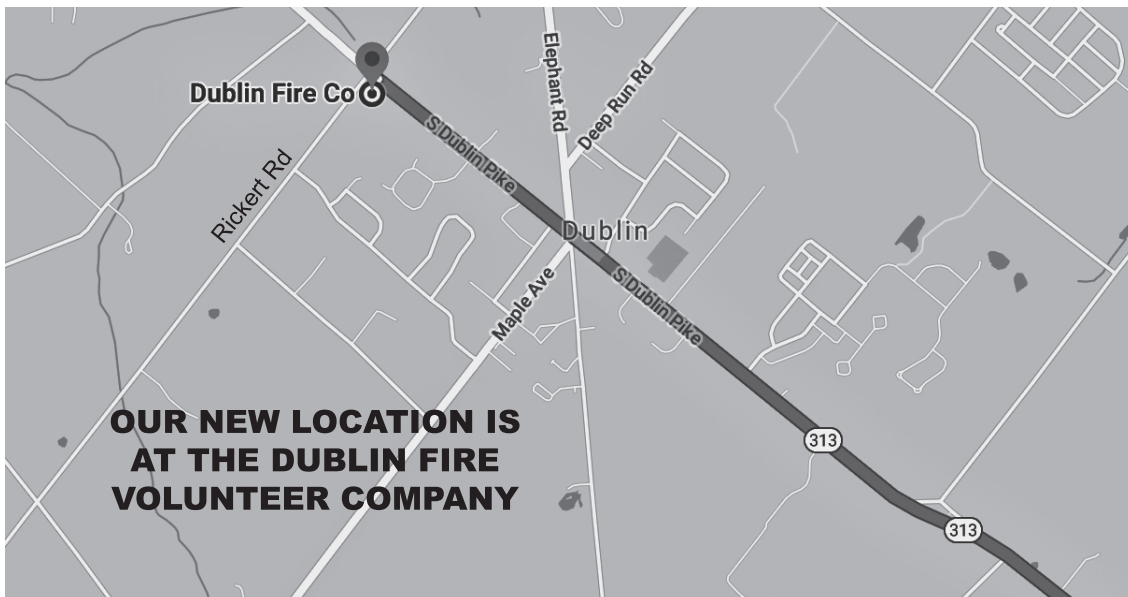 Elephant Rd
Deep Run Rd
Dublin Fire Co
S Dublin Pike
Rickert Rd
Dublin
S Dublin Pike
Maple Ave
OUR NEW LOCATION IS
AT THE DUBLIN FIRE
VOLUNTEER COMPANY
313
313